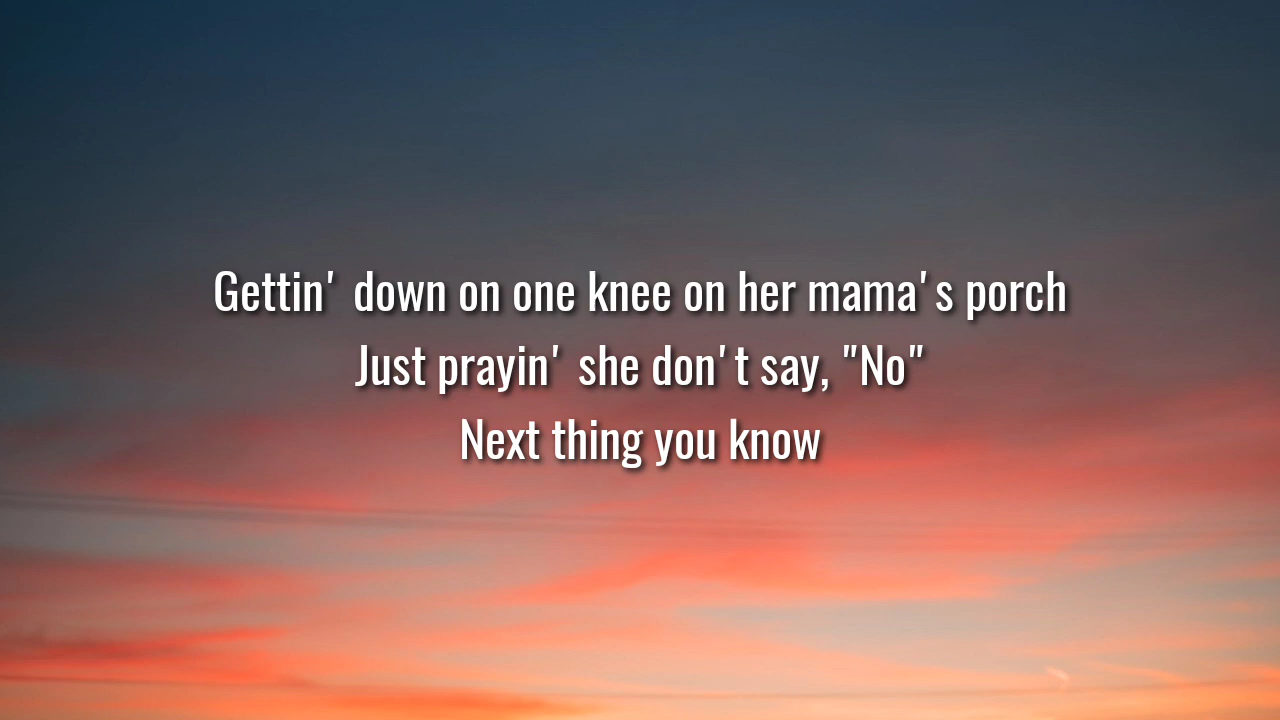 Gettin' down on one knee on her mama's porch
Just prayin' she don't say, "No"
Next thing you know